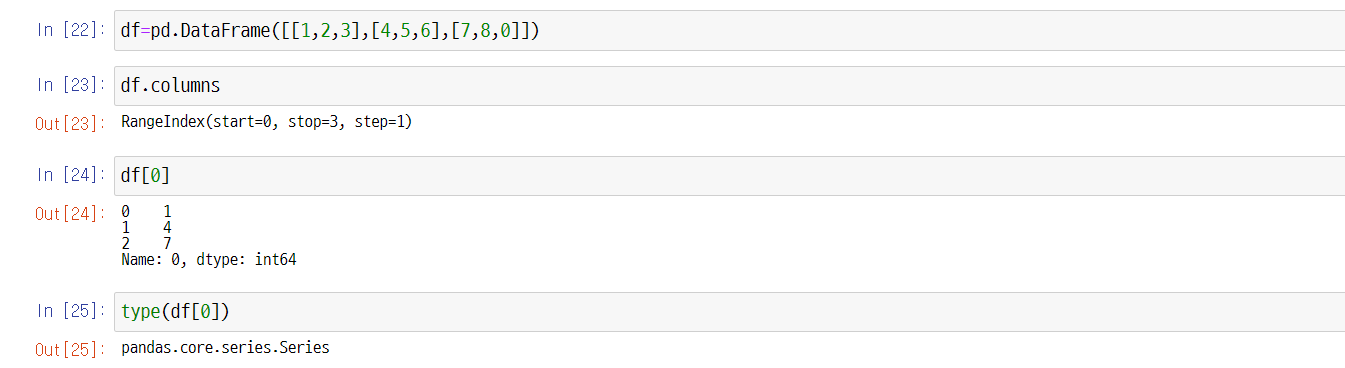 In [22]: df=pd.DataFrame([[1,2,3],[4,5,6],[7,8,0]])
In [23]: df.columns
Out[23]: RangeIndex(start=0, stop=3, step=1)
In [24]: df[0]
Out[24]: 0    1
1    4
2    7
Name: 0, dtype: int64
In [25]: type(df[0])
Out[25]: pandas.core.series.Series